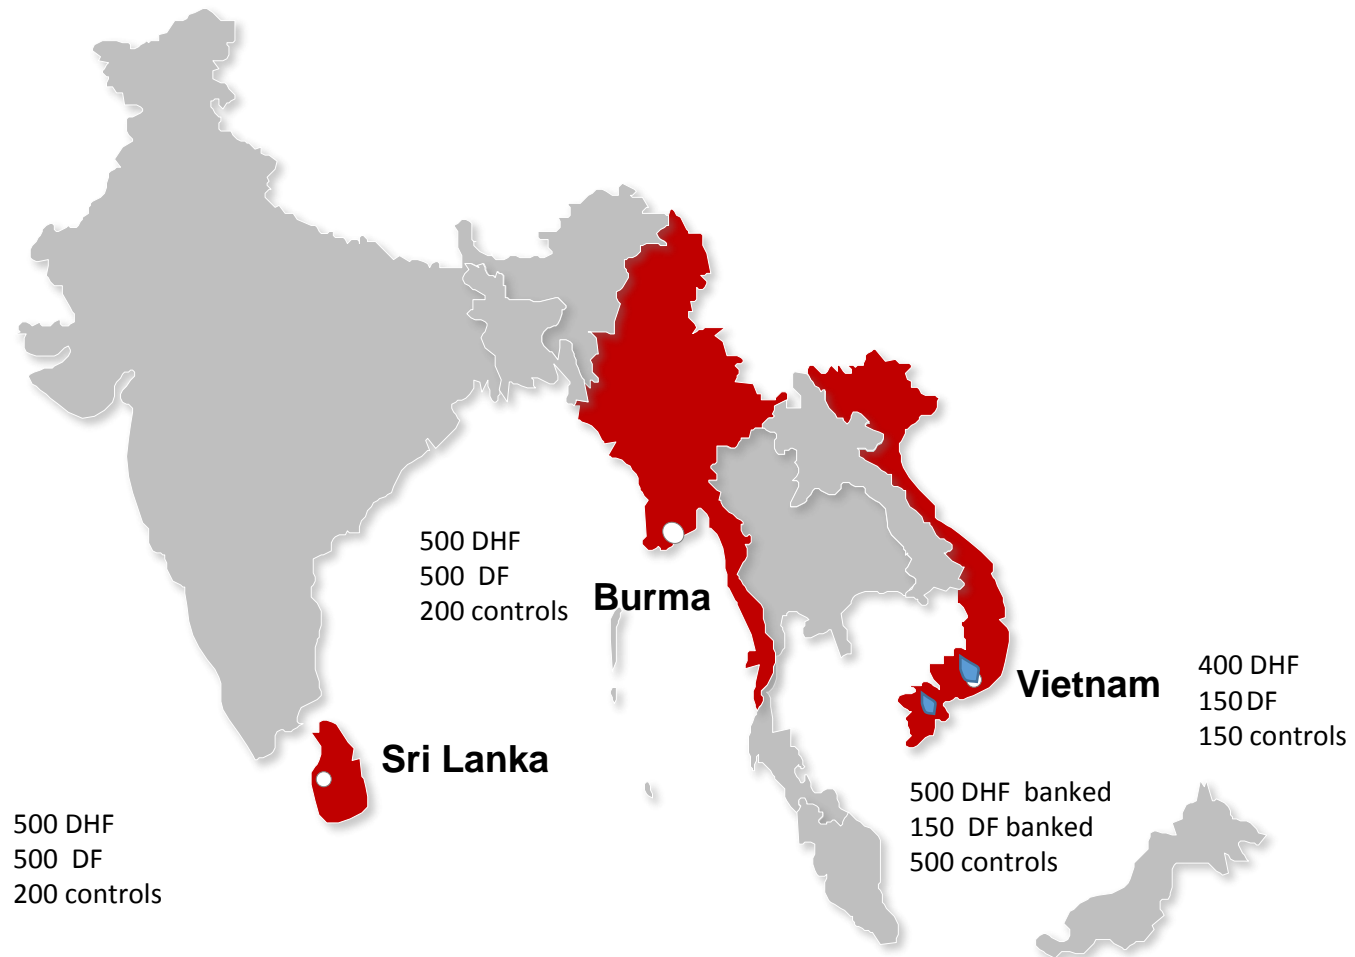 500 DHF
500 DF
200 controls
Burma
Vietnam
400 DHF
150 DF
150 controls
Sri Lanka
500 DHF banked
150 DF banked
500 controls
500 DHF
500 DF
200 controls